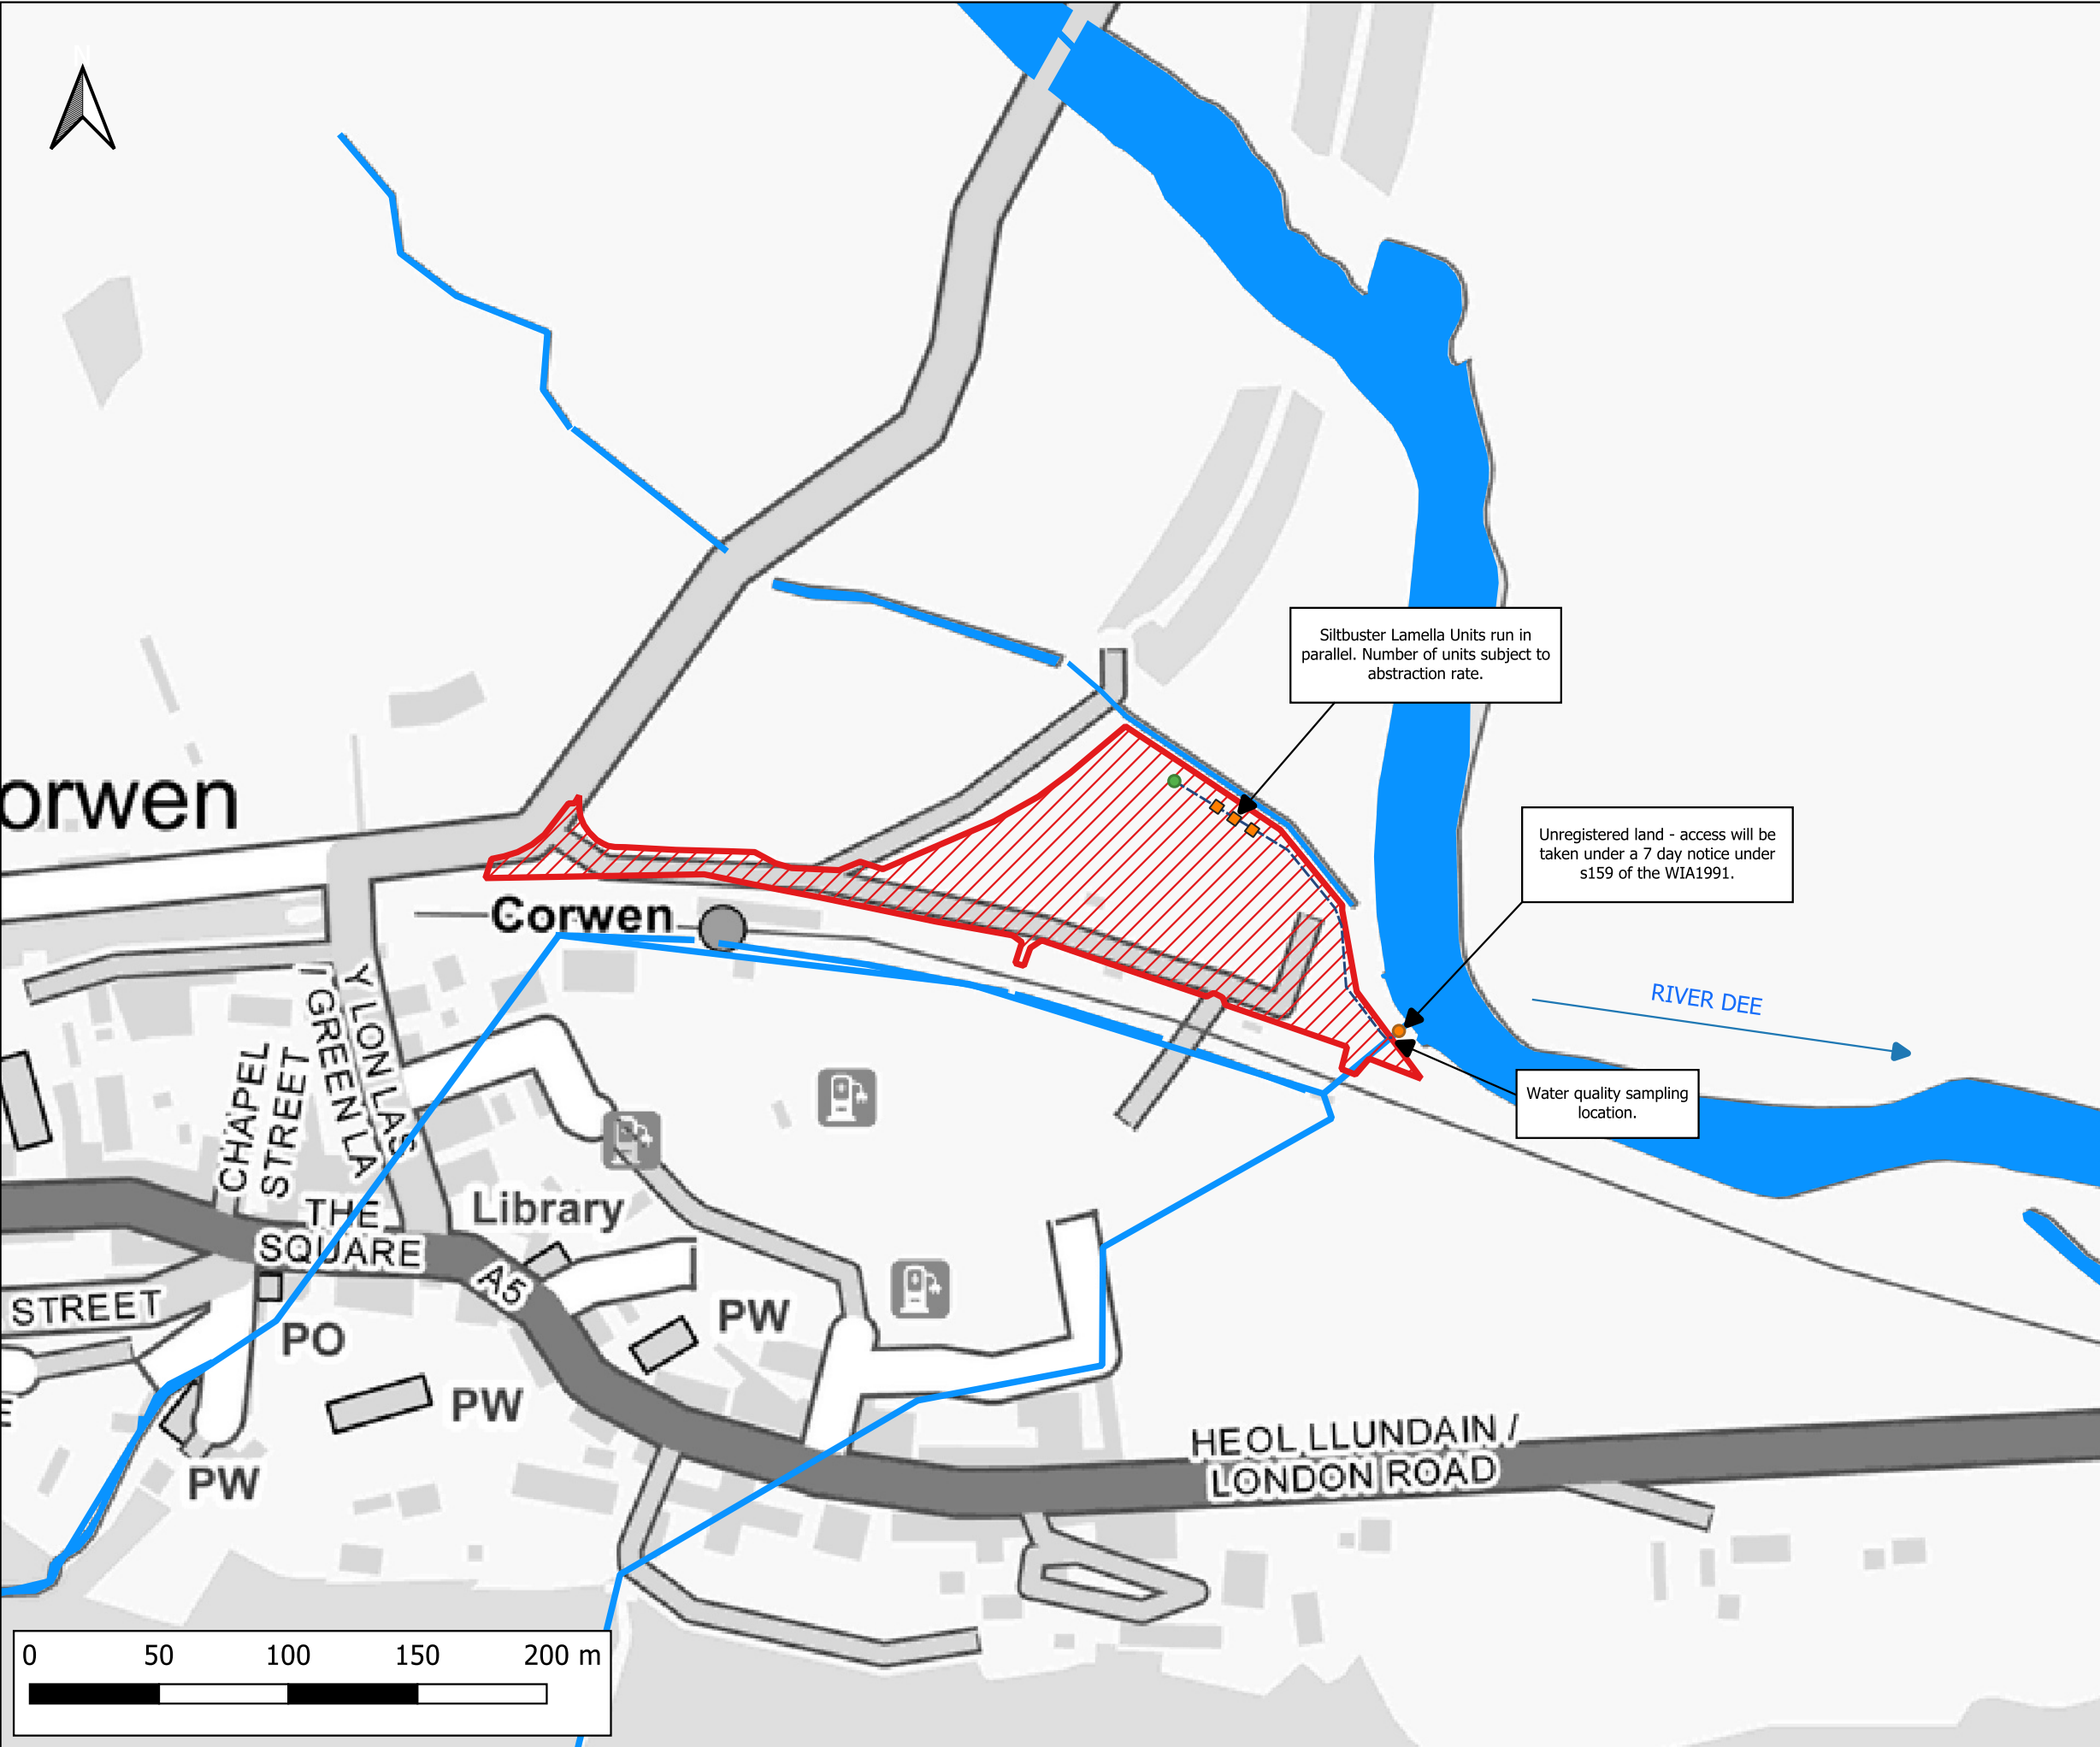 N
Siltbuster Lamella Units run in
parallel. Number of units subject to
abstraction rate.
orwen
Unregistered land - access will be
taken under a 7 day notice under
s159 of the WIA1991.
Corwen
RIVER DEE
Y LON LAS
/ GREEN LA
CHAPEL
STREET
Water quality sampling
location.
THE
SQUARE
Library
A5
STREET
PO
PW
PW
E
PW
HEOL LLUNDAIN /
LONDON ROAD
0 50 100 150 200 m